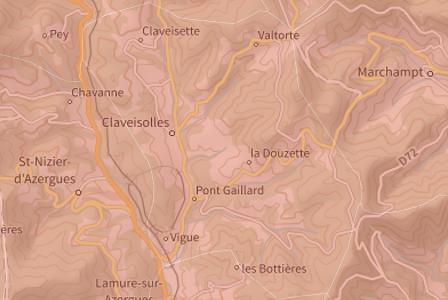 Claveisette
Pey
Valtorte
Marchampt
Chavanne
Claveisolles
la Douzette
D72
St-Nizier-
d'Azergues
Pont Gaillard
ères
Vigue
les Bottières
Lamure-sur-
Azergues